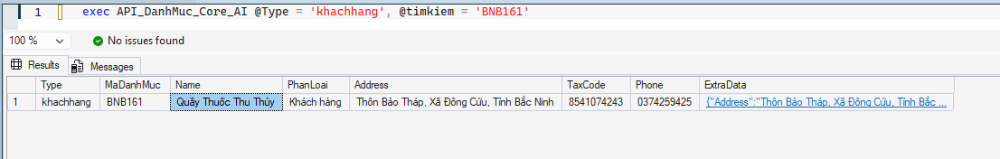 1 exec API_DanhMuc_Core_AI @Type = 'khachhang', @timkiem = 'BNB161'
100 % No issues found
Results Messages
Type MaDanhMuc Name PhanLoai Address TaxCode Phone ExtraData
1 khachhang BNB161 Quầy Thuốc Thu Thủy Khách hàng Thôn Bảo Tháp, Xã Đông Cứu, Tỉnh Bắc Ninh 8541074243 0374259425 {"Address":"Thôn Bảo Tháp, Xã Đông Cứu, Tỉnh Bắc ...